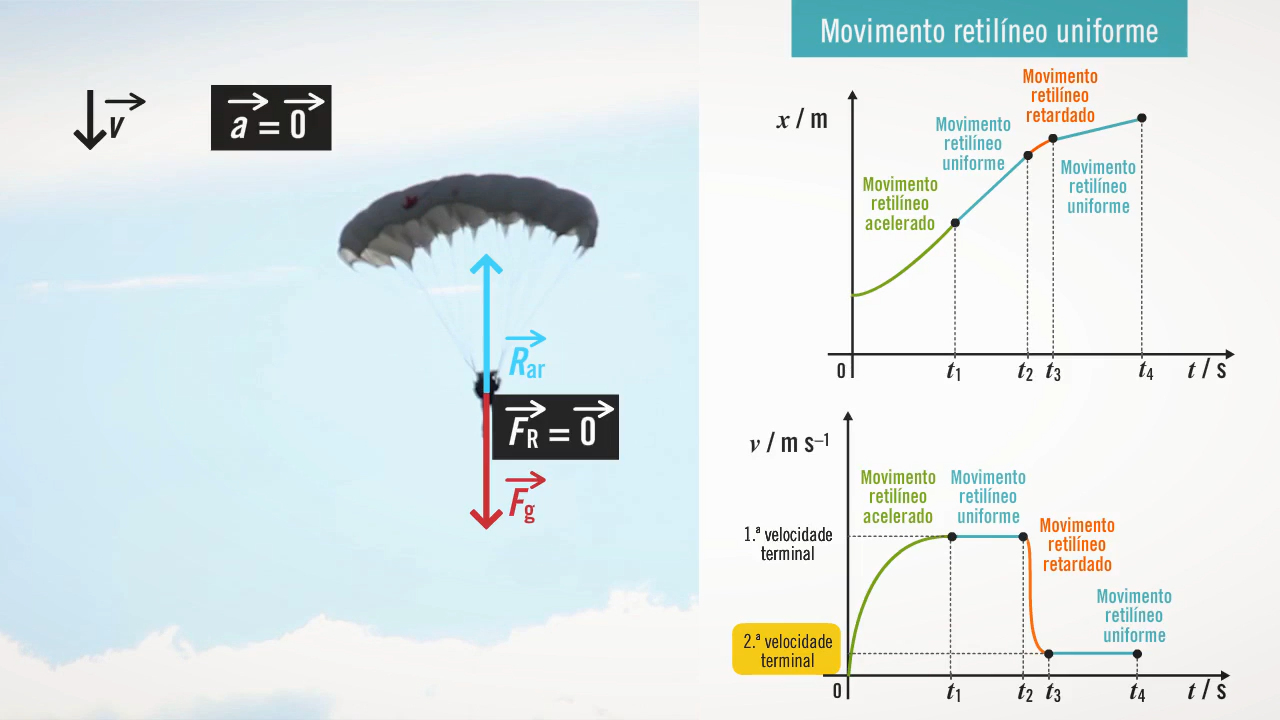 Movimento retilíneo uniforme
v
a = 0
R ar
F R = 0
F g
x / m
Movimento
retilíneo
acelerado
Movimento
retilíneo
uniforme
Movimento
retilíneo
retardado
Movimento
retilíneo
uniforme
0
t1
t2
t3
t4
t / s
v / m s–1
Movimento
retilíneo
acelerado
Movimento
retilíneo
uniforme
Movimento
retilíneo
retardado
Movimento
retilíneo
uniforme
1.ª velocidade
terminal
2.ª velocidade
terminal
0
t1
t2
t3
t4
t / s